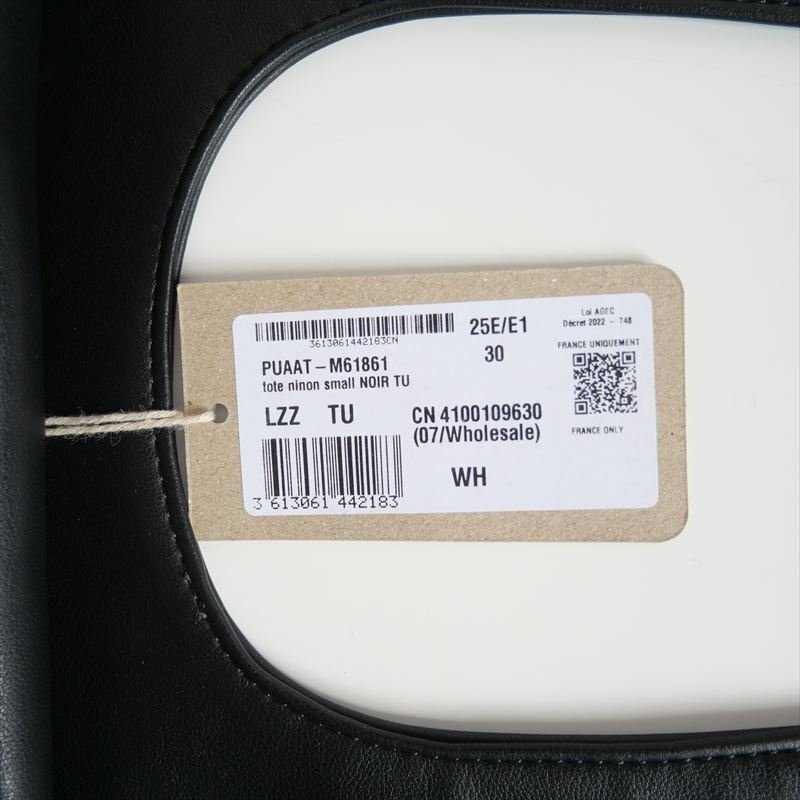 3613061442183CN
25E/E1
30
PUAAT-M61861
tote ninon small NOIR TU
LZZ TU
CN 4100109630
(07/Wholesale)
WH
3 613061 442183
Loi AGEC
Décret 2022 - 748
FRANCE UNIQUEMENT
FRANCE ONLY